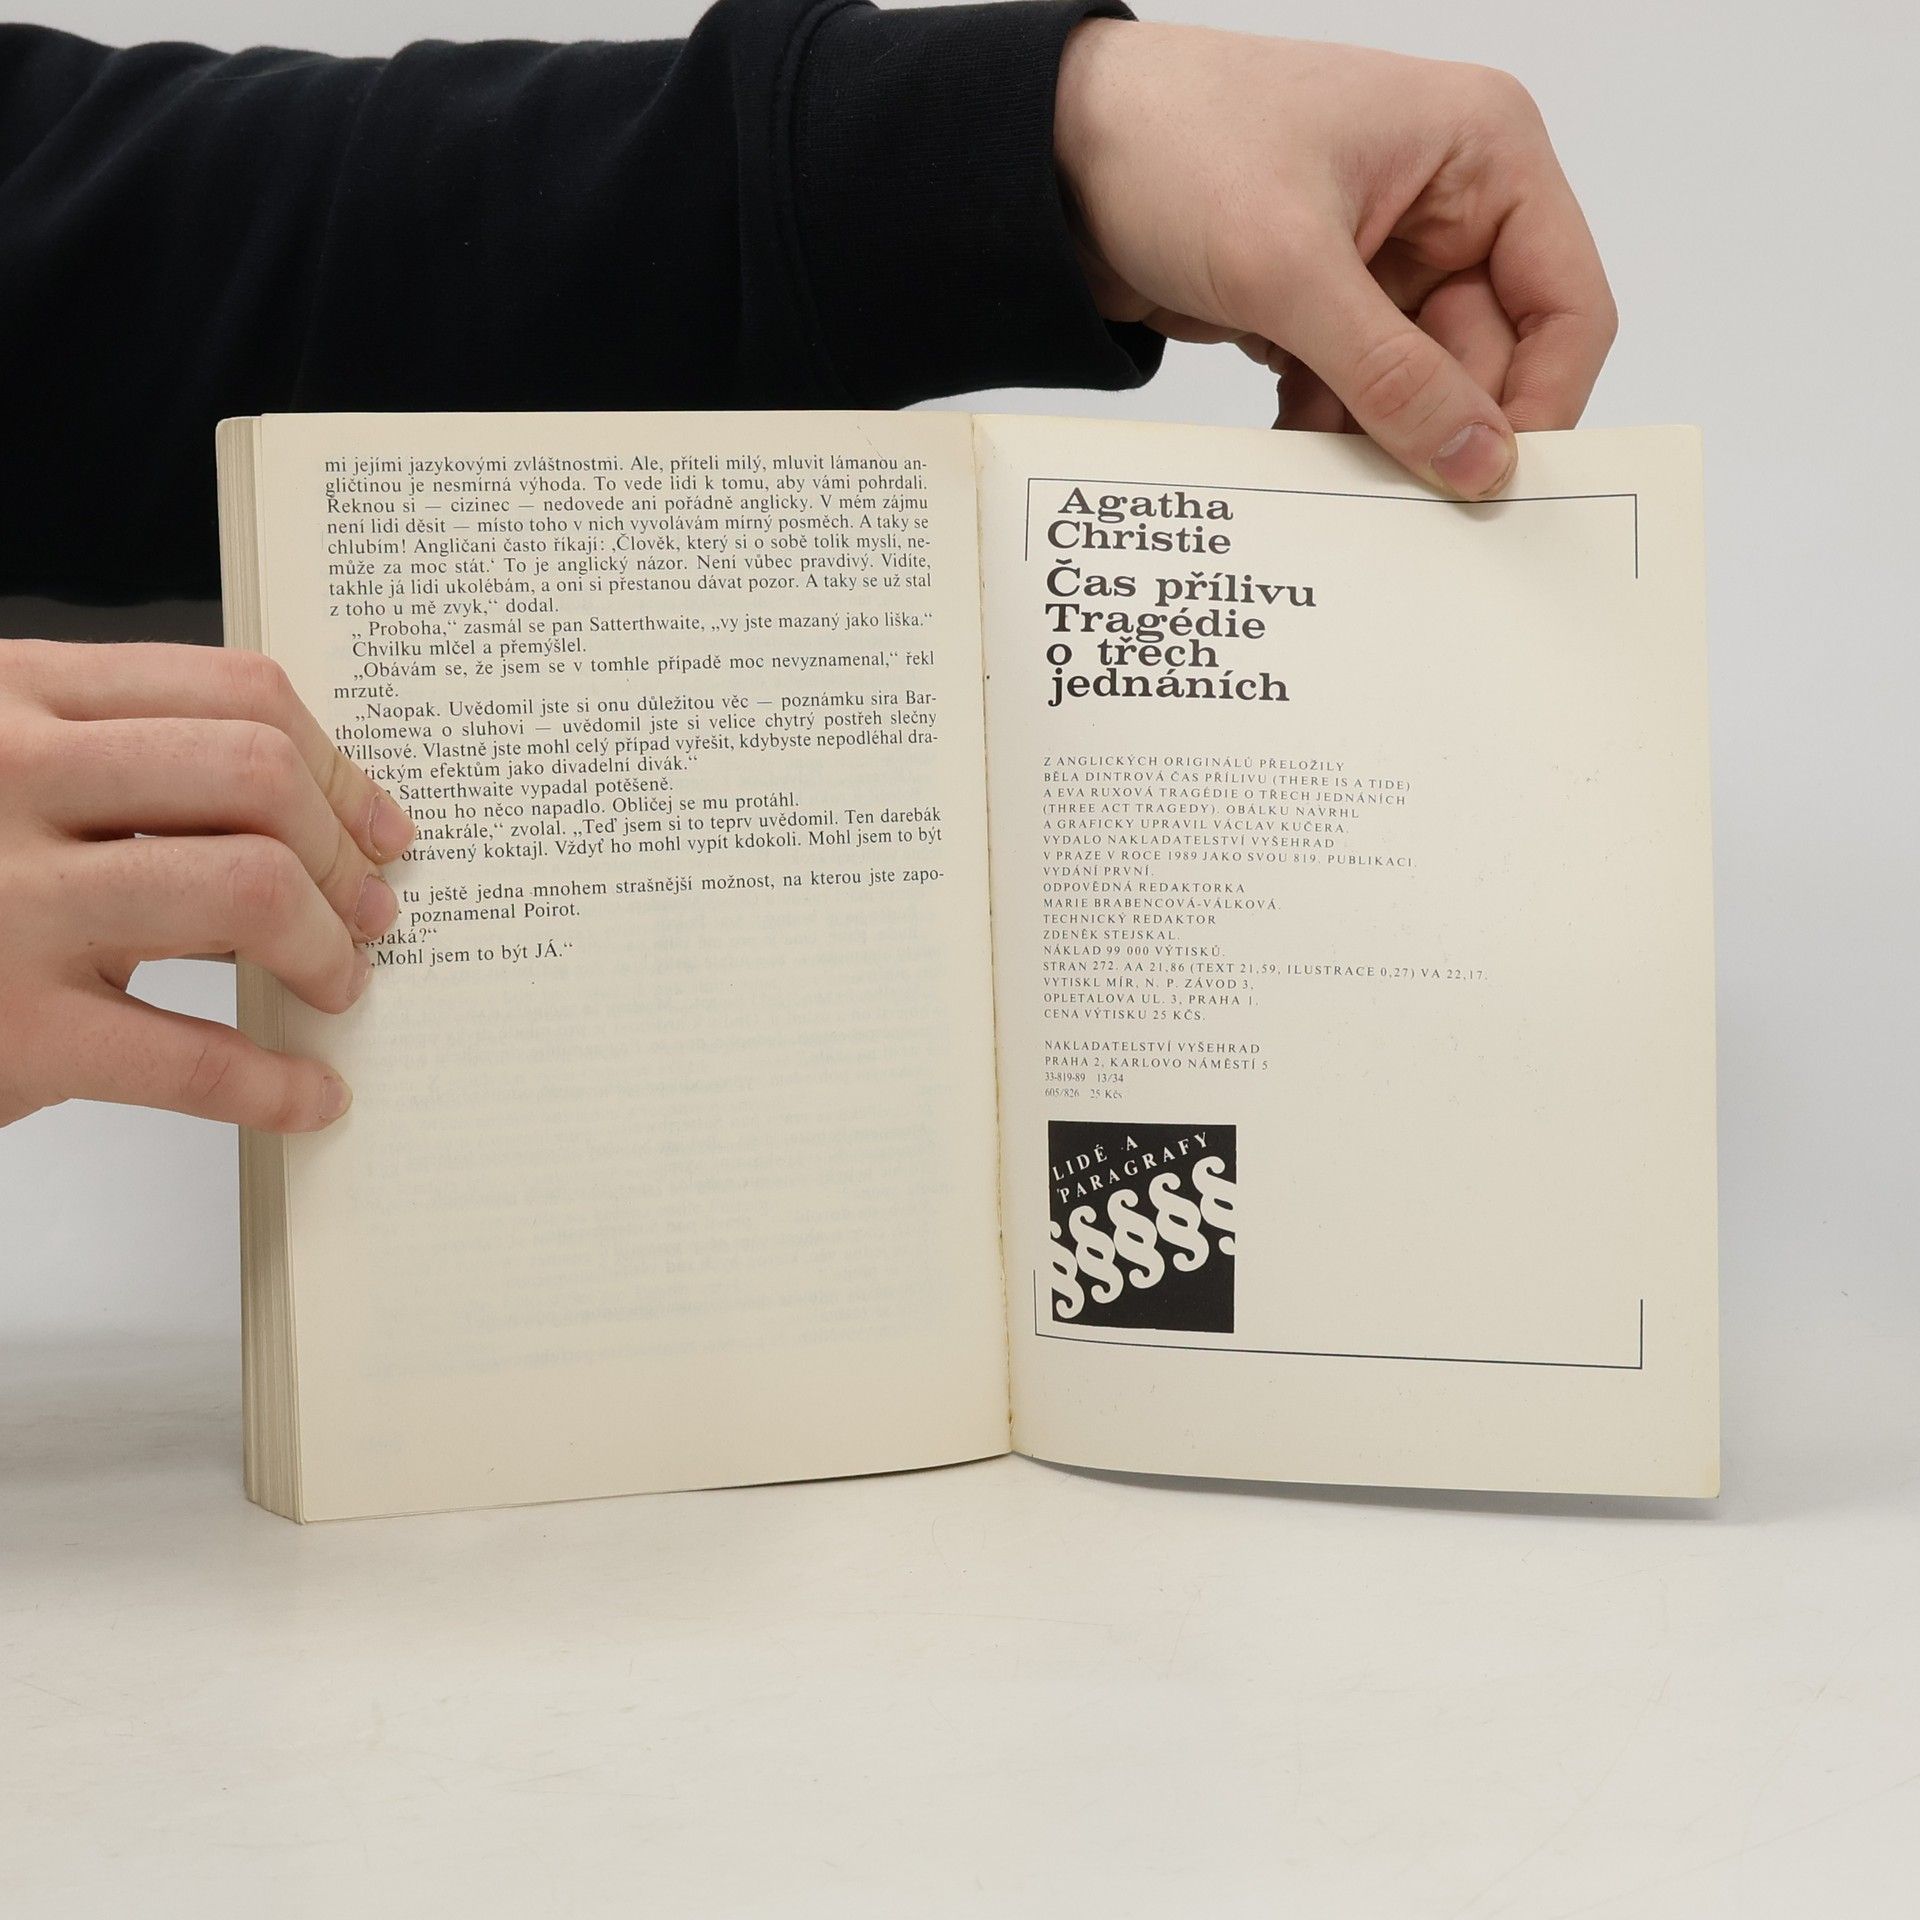 mi jejími jazykovými zvláštnostmi. Ale, příteli milý, mluvit lámanou an-
gličtinou je nesmírná výhoda. To vede lidi k tomu, aby vámi pohrdali.
Řeknou si — cizinec — nedovede ani pořádně anglicky. V mém zájmu
není lidi děsit — místo toho v nich vyvolávám mírný posměch. A taky se
chlubím! Angličani často říkají: ‚Člověk, který si o sobě tolik myslí, ne-
může za moc stát.‘ To je anglický názor. Není vůbec pravdivý. Vidíte,
takhle já lidi ukolébám, a oni si přestanou dávat pozor. A taky se už stal
z toho u mě zvyk,“ dodal.
„ Proboha,“ zasmál se pan Satterthwaite, „vy jste mazaný jako liška.“
Chvilku mlčel a přemýšlel.
„Obávám se, že jsem se v tomhle případě moc nevyznamenal,“ řekl
mrzutě.
„Naopak. Uvědomil jste si onu důležitou věc — poznámku sira Bar-
tholomewa o sluhovi — uvědomil jste si velice chytrý postřeh slečny
Willsové. Vlastně jste mohl celý případ vyřešit, kdybyste nepodléhal dra-
tickým efektům jako divadelní divák.“
Satterthwaite vypadal potěšeně.
dnou ho něco napadlo. Obličej se mu protáhl.
ánakrále,“ zvolal. „Teď jsem si to teprv uvědomil. Ten darebák
otrávený koktajl. Vždyť ho mohl vypít kdokoli. Mohl jsem to být
tu ještě jedna mnohem strašnější možnost, na kterou jste zapo-
“ poznamenal Poirot.
„Jaká?“
„Mohl jsem to být JÁ.“
Agatha
Christie
Čas přílivu
Tragédie
o třech
jednáních
Z ANGLICKÝCH ORIGINÁLŮ PŘELOŽILY
BĚLA DINTROVÁ ČAS PŘÍLIVU (THERE IS A TIDE)
A EVA RUXOVÁ TRAGÉDIE O TŘECH JEDNÁNÍCH
(THREE ACT TRAGEDY). OBÁLKU NAVRHL
A GRAFICKY UPRAVIL VÁCLAV KUČERA.
VYDALO NAKLADATELSTVÍ VYŠEHRAD
V PRAZE V ROCE 1989 JAKO SVOU 819. PUBLIKACI.
VYDÁNÍ PRVNÍ.
ODPOVĚDNÁ REDAKTORKA
MARIE BRABENCOVÁ-VÁLKOVÁ.
TECHNICKÝ REDAKTOR
ZDENĚK STEJSKAL.
NÁKLAD 99 000 VÝTISKŮ.
STRAN 272. AA 21,86 (TEXT 21,59, ILUSTRACE 0,27) VA 22,17.
VYTISKL MÍR, N. P. ZÁVOD 3,
OPLETALOVA UL. 3, PRAHA 1.
CENA VÝTISKU 25 KČS.
NAKLADATELSTVÍ VYŠEHRAD
PRAHA 2, KARLOVO NÁMĚSTÍ 5
33-819-89 13/34
605/826 25 Kčs
LIDÉ A
PARAGRAFY
§§§§§